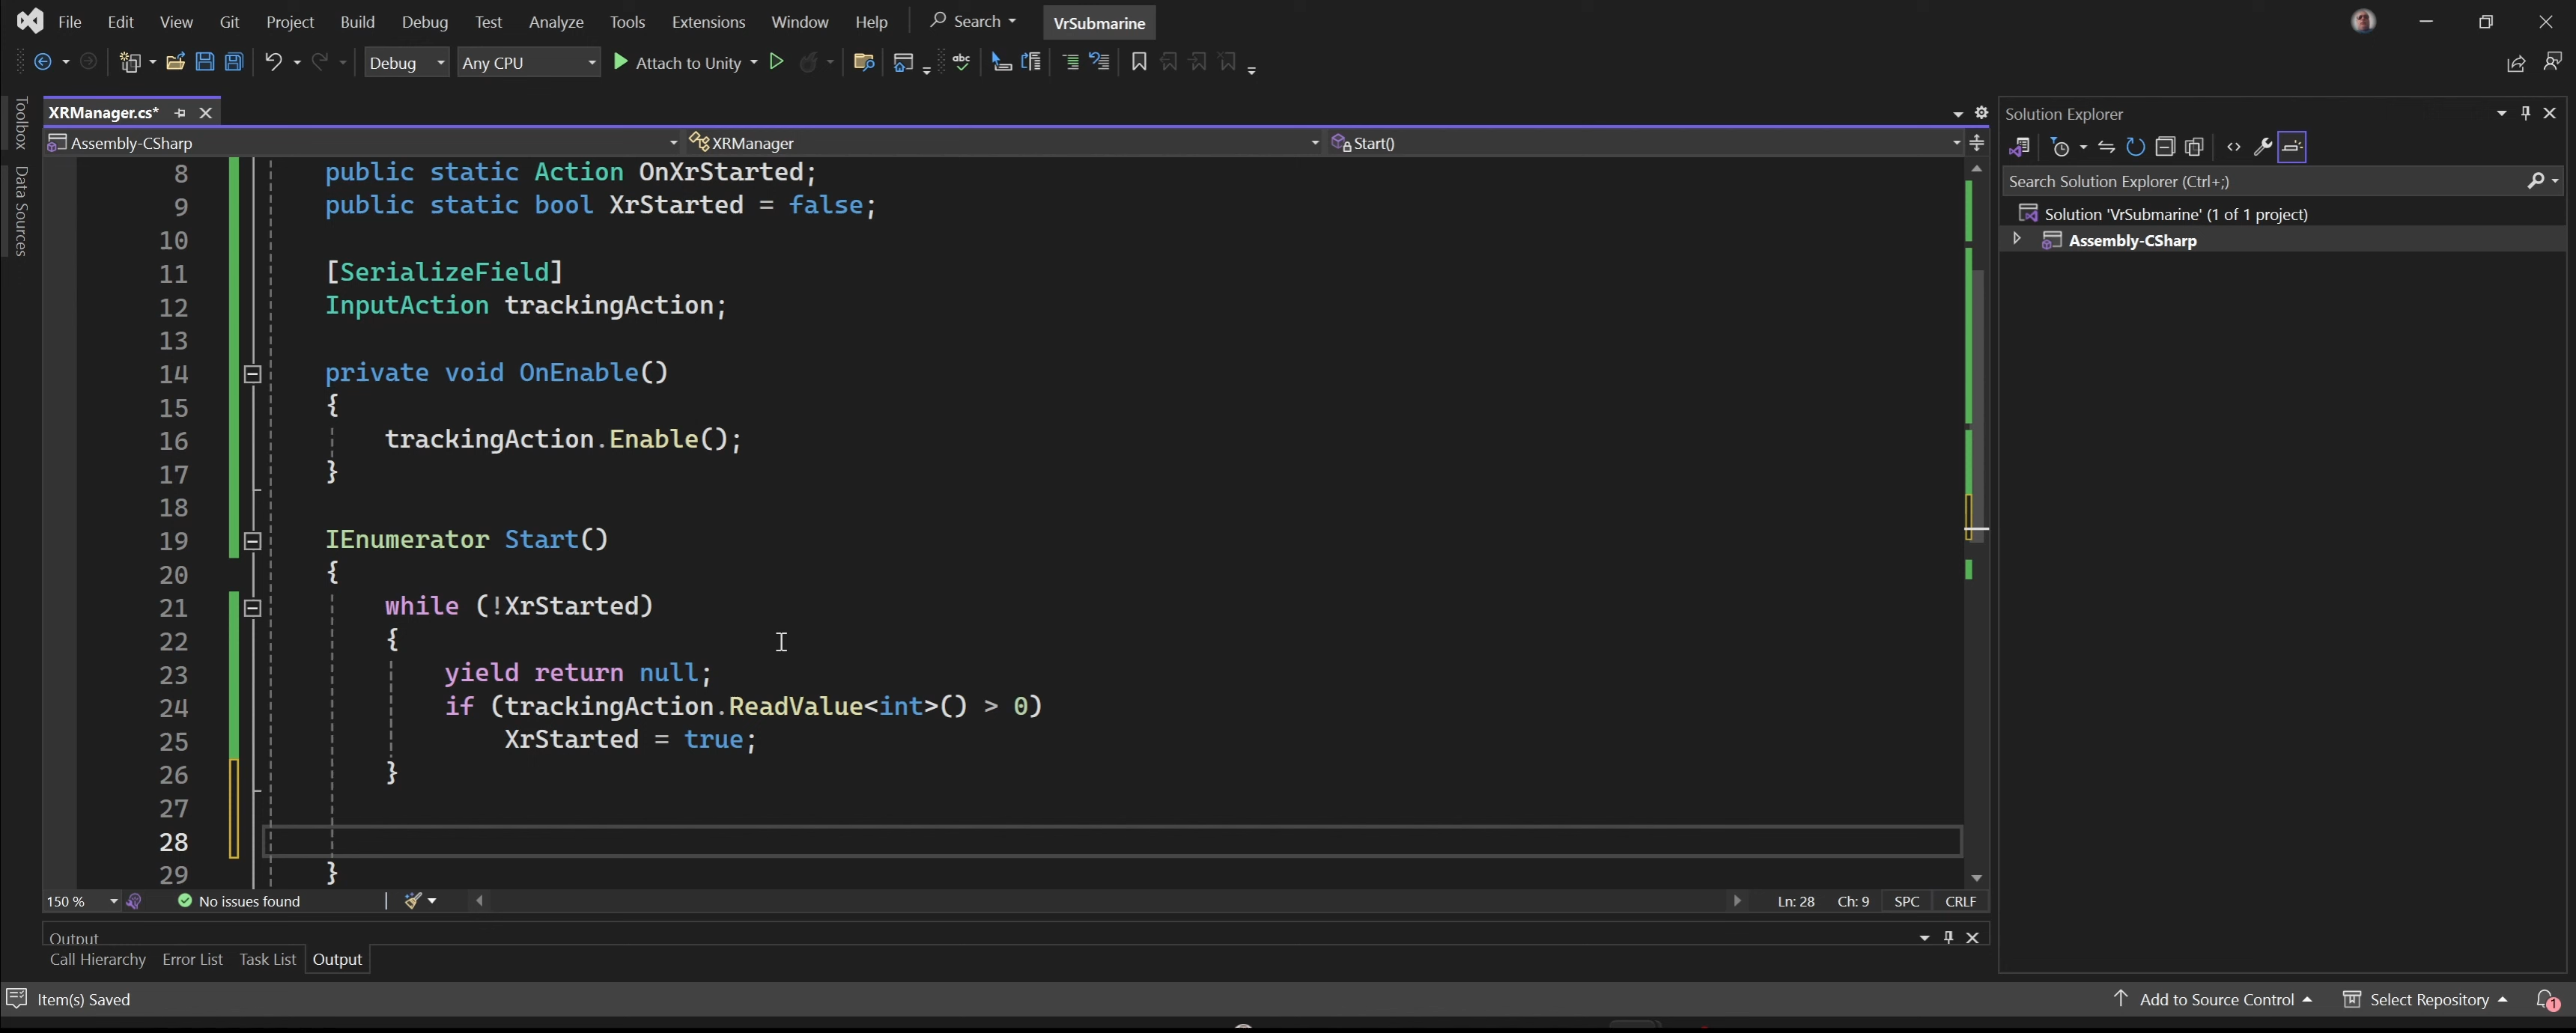 File Edit View Git Project Build Debug Test Analyze Tools Extensions Window Help Search VrSubmarine
Debug Any CPU Attach to Unity abc
Toolbox
Data Sources
XRManager.cs*
Assembly-CSharp XRManager Start()
8 public static Action OnXrStarted;
9 public static bool XrStarted = false;
10
11 [SerializeField]
12 InputAction trackingAction;
13
14 private void OnEnable()
15 {
16 trackingAction.Enable();
17 }
18
19 IEnumerator Start()
20 {
21 while (!XrStarted)
22 {
23 yield return null;
24 if (trackingAction.ReadValue<int>() > 0)
25 XrStarted = true;
26 }
27
28
29 }
150 % No issues found Ln: 28 Ch: 9 SPC CRLF
Output
Call Hierarchy Error List Task List Output
Solution Explorer
Search Solution Explorer (Ctrl+;)
Solution 'VrSubmarine' (1 of 1 project)
Assembly-CSharp
Item(s) Saved Add to Source Control Select Repository 1